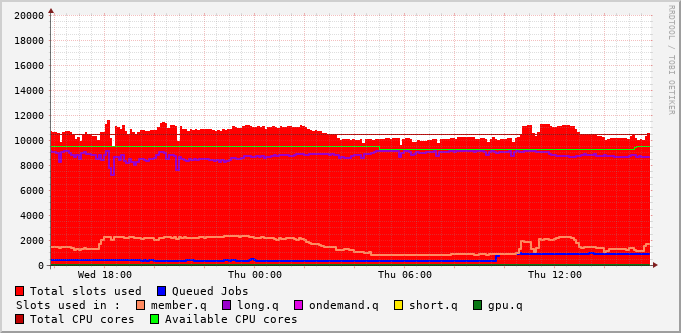 20000
18000
16000
14000
12000
10000
8000
6000
4000
2000
0
Wed 18:00 Thu 00:00 Thu 06:00 Thu 12:00
Total slots used Queued Jobs
Slots used in : member.q long.q ondemand.q short.q gpu.q
Total CPU cores Available CPU cores
RRDTOOL / TOBI OETIKER